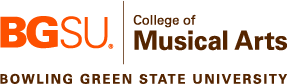 BGSU®
College of
Musical Arts
BOWLING GREEN STATE UNIVERSITY